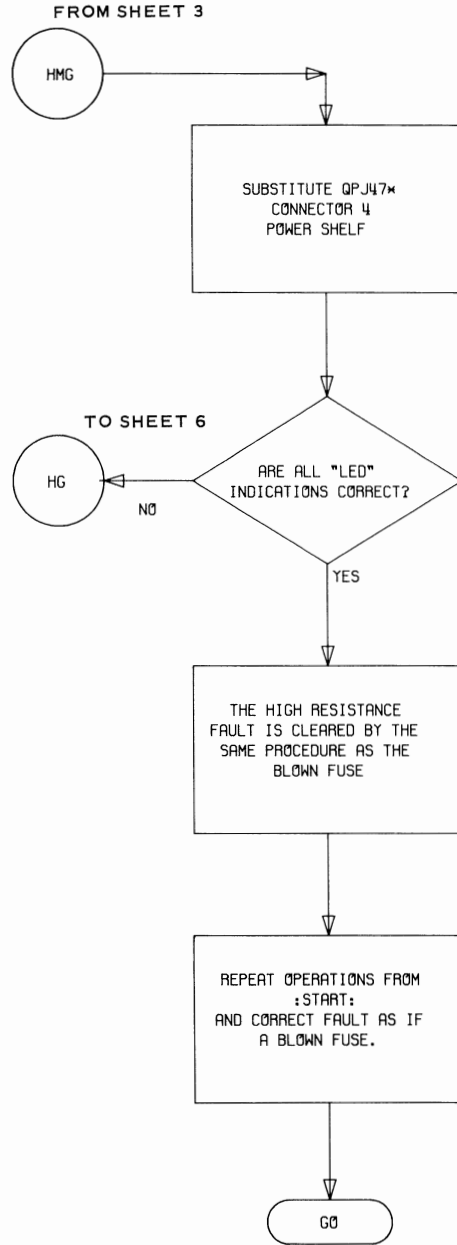 FROM SHEET 3
HMG
SUBSTITUTE QPJ47*
CONNECTOR 4
POWER SHELF
TO SHEET 6
HG
ARE ALL "LED"
INDICATIONS CORRECT?
NO
YES
THE HIGH RESISTANCE
FAULT IS CLEARED BY THE
SAME PROCEDURE AS THE
BLOWN FUSE
REPEAT OPERATIONS FROM
:START:
AND CORRECT FAULT AS IF
A BLOWN FUSE.
GO